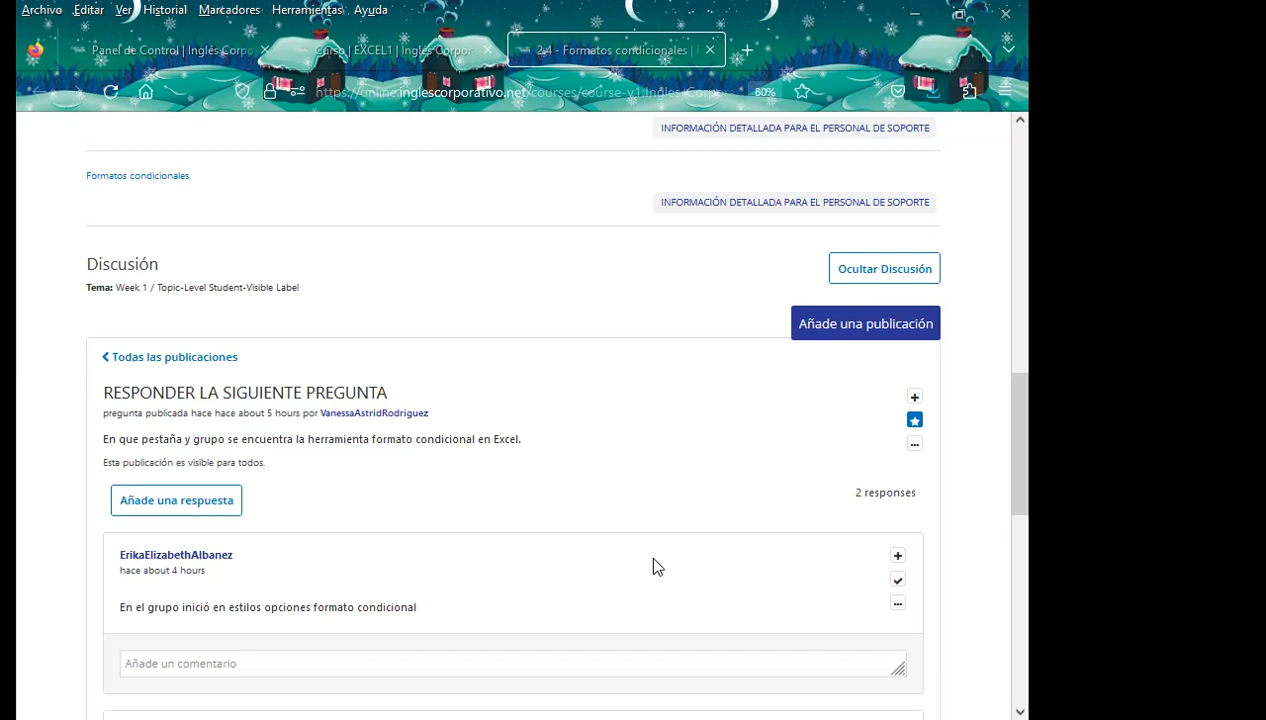 Archivo Editar Ver Historial Marcadores Herramientas Ayuda
Panel de Control | Inglés Corpo
Curso | EXCEL1 | Inglés Corpor
2.4 - Formatos condicionales |
https://online.inglescorporativo.net/courses/course-v1:Ingles-Corpor
80%
INFORMACIÓN DETALLADA PARA EL PERSONAL DE SOPORTE
Formatos condicionales
INFORMACIÓN DETALLADA PARA EL PERSONAL DE SOPORTE
Discusión
Ocultar Discusión
Tema: Week 1 / Topic-Level Student-Visible Label
Añade una publicación
Todas las publicaciones
RESPONDER LA SIGUIENTE PREGUNTA
pregunta publicada hace hace about 5 hours por VanessaAstridRodriguez
En que pestaña y grupo se encuentra la herramienta formato condicional en Excel.
Esta publicación es visible para todos.
Añade una respuesta
2 responses
ErikaElizabethAlbanez
hace about 4 hours
En el grupo inició en estilos opciones formato condicional
Añade un comentario